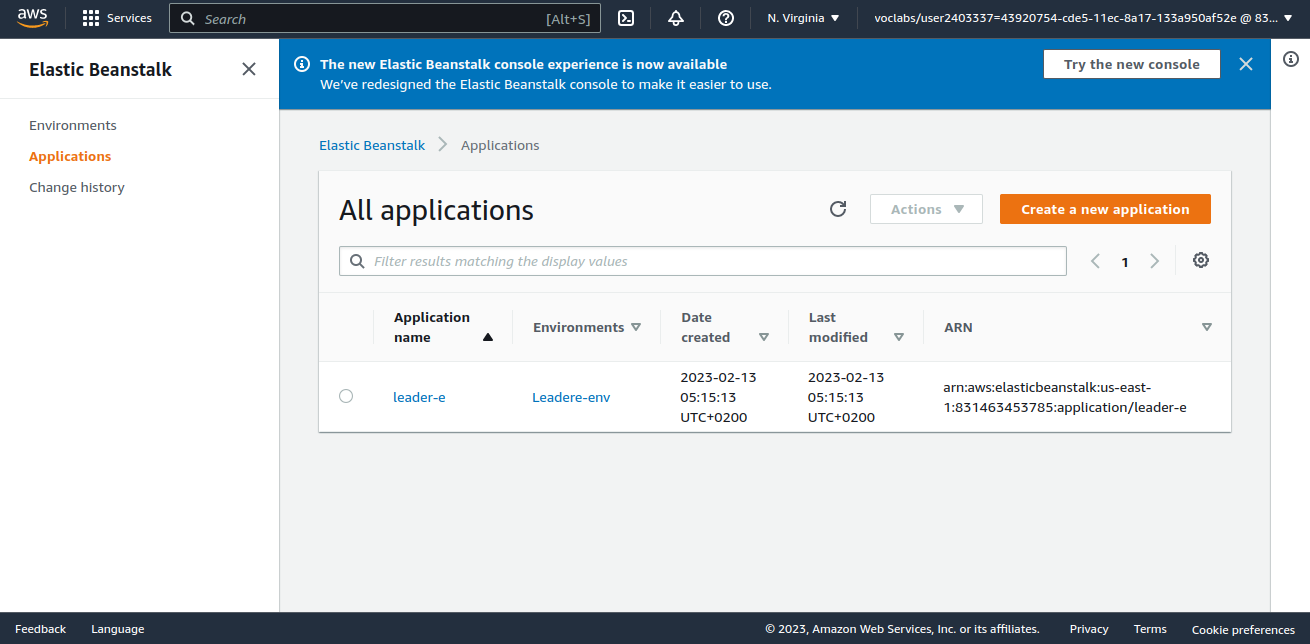 aws
Services
Search [Alt+S]
N. Virginia
voclabs/user2403337=43920754-cde5-11ec-8a17-133a950af52e @ 83...
Elastic Beanstalk
Environments
Applications
Change history
The new Elastic Beanstalk console experience is now available
We've redesigned the Elastic Beanstalk console to make it easier to use.
Try the new console
Elastic Beanstalk Applications
All applications
Actions
Create a new application
Filter results matching the display values
1
Application
name
Environments
Date
created
Last
modified
ARN
leader-e
Leadere-env
2023-02-13
05:15:13
UTC+0200
2023-02-13
05:15:13
UTC+0200
arn:aws:elasticbeanstalk:us-east-
1:831463453785:application/leader-e
Feedback Language
© 2023, Amazon Web Services, Inc. or its affiliates. Privacy Terms Cookie preferences